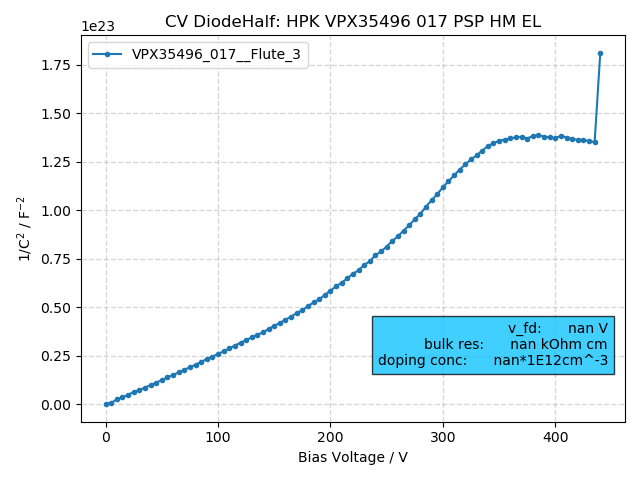 CV DiodeHalf: HPK VPX35496 017 PSP HM EL
1e23
VPX35496_017__Flute_3
1.75
1.50
1.25
1.00
0.75
0.50
0.25
0.00
1/C² / F⁻²
v_fd: nan V
bulk res: nan kOhm cm
doping conc: nan*1E12cm^-3
0 100 200 300 400
Bias Voltage / V